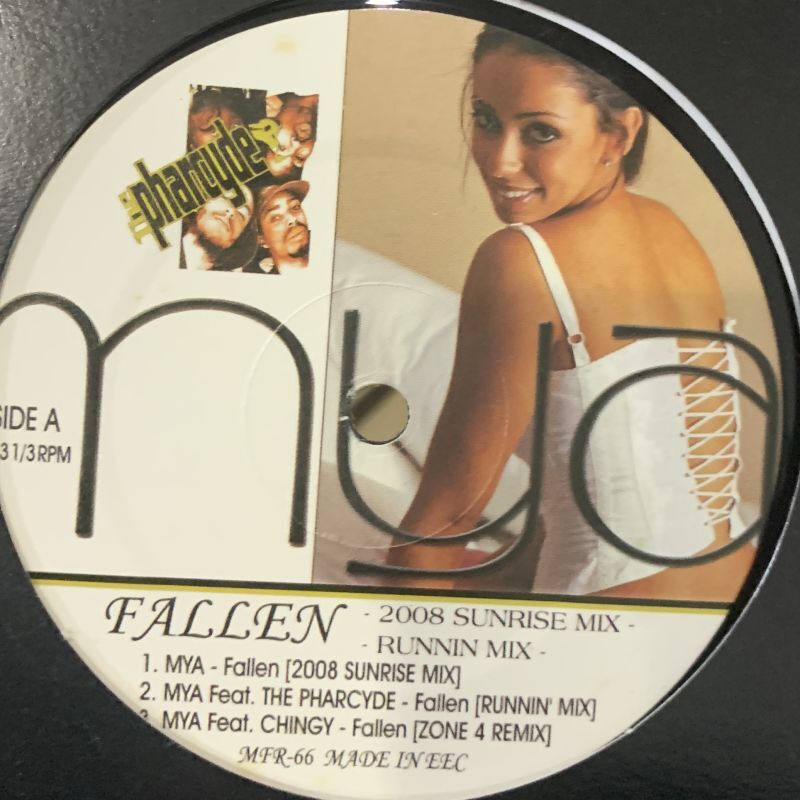 THE pharcyde
mya
SIDE A
33 1/3 RPM
FALLEN - 2008 SUNRISE MIX -
- RUNNIN MIX -
1. MYA - Fallen [2008 SUNRISE MIX]
2. MYA Feat. THE PHARCYDE - Fallen [RUNNIN' MIX]
3. MYA Feat. CHINGY - Fallen [ZONE 4 REMIX]
MFR-66 MADE IN EEC